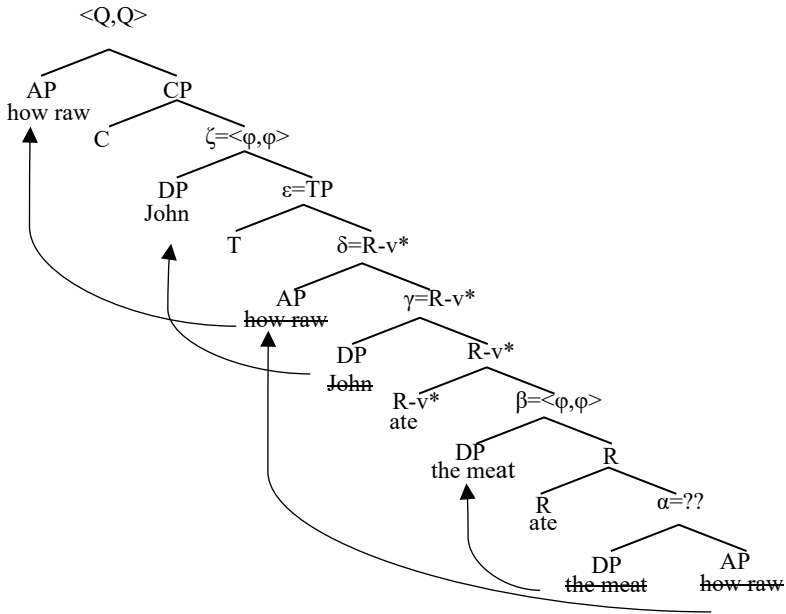 <Q,Q>
AP CP
how raw
C ζ=<φ,φ>
DP ε=TP
John
T δ=R-v*
AP γ=R-v*
how raw
DP R-v*
John
R-v* β=<φ,φ>
ate
DP R
the meat
R α=??
ate
DP AP
the meat how raw